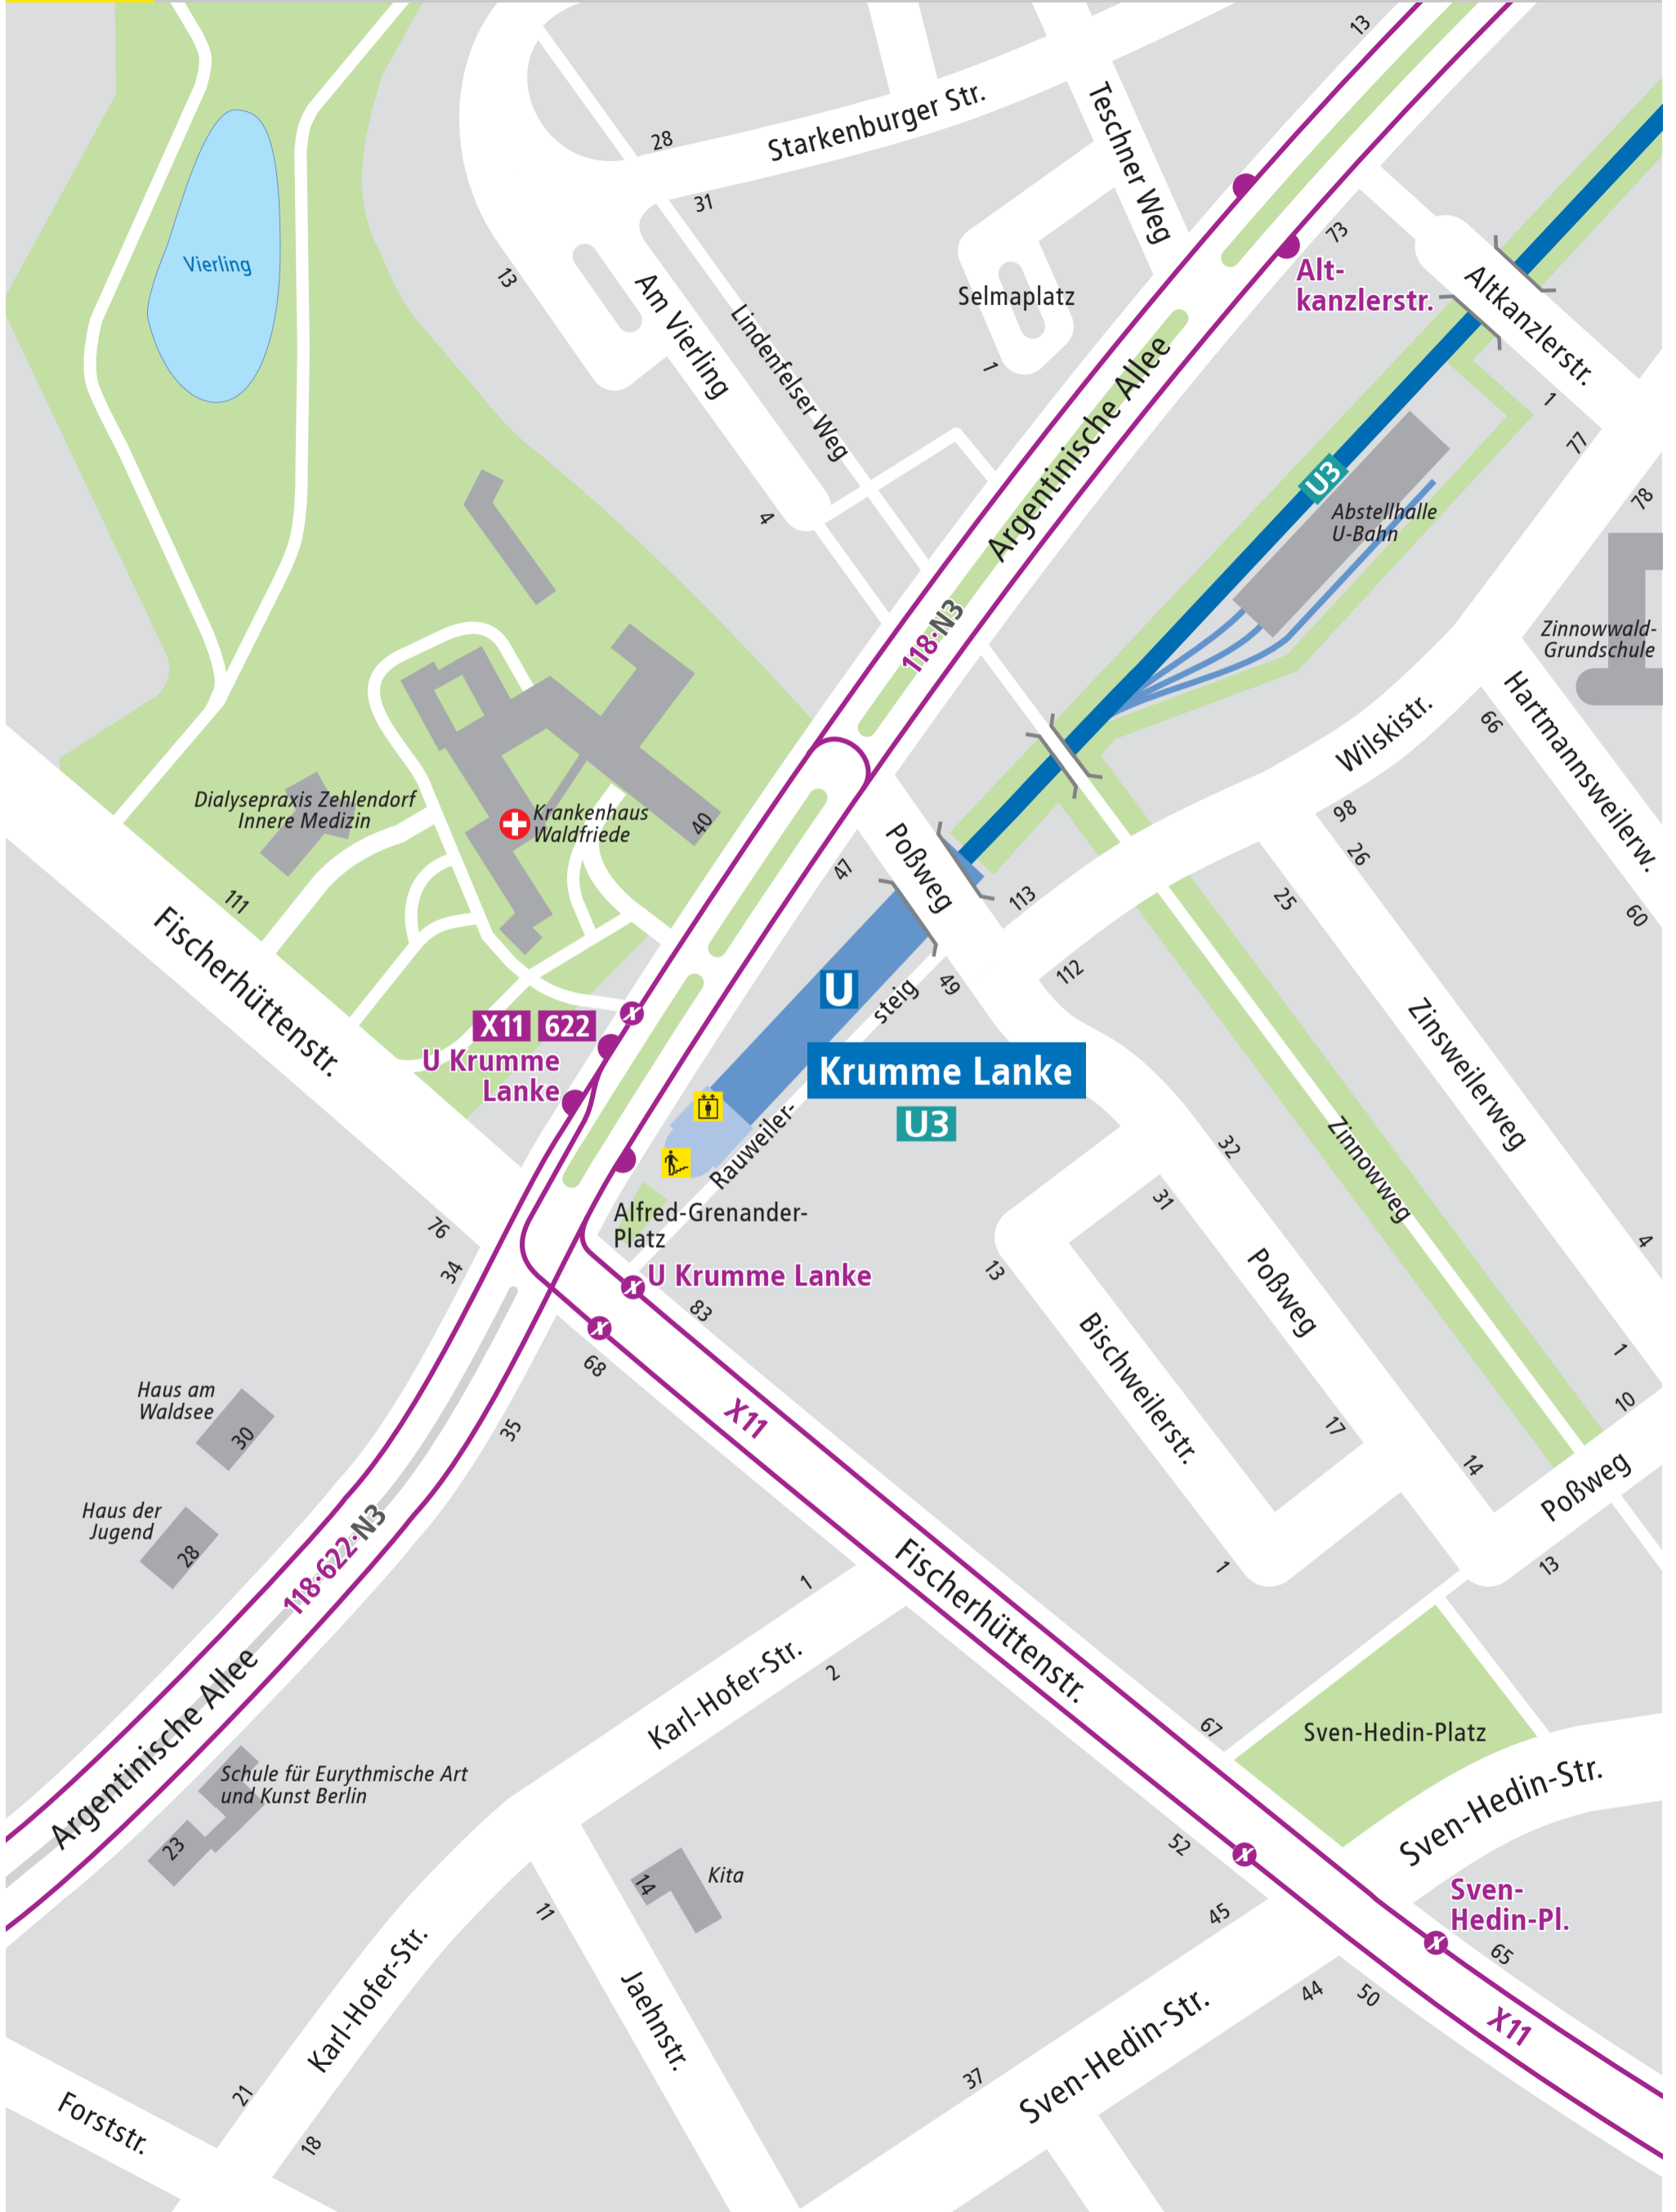 13
Starkenburger Str.
28
31
Teschner Weg
Vierling
13
Am Vierling
Lindenfelser Weg
Selmaplatz
1
73
Alt-
kanzlerstr.
Altkanzlerstr.
1
77
78
Argentinische Allee
U3
Abstellhalle
U-Bahn
4
118·N3
Zinnowwald-
Grundschule
Hartmannsweilerw.
66
60
Wilskistr.
98
26
25
Dialysepraxis Zehlendorf
Innere Medizin
Krankenhaus
Waldfriede
40
47
Poßweg
113
112
49
111
Fischerhüttenstr.
U
steig
X
X11 622
U Krumme
Lanke
Krumme Lanke
U3
Rauweiler-
Alfred-Grenander-
Platz
Zinsweilerweg
Zinnowweg
4
1
10
32
31
13
Poßweg
Bischweilerstr.
17
14
1
Poßweg
13
76
34
X
U Krumme Lanke
83
X
68
X11
35
Haus am
Waldsee
30
Haus der
Jugend
28
118·622·N3
Argentinische Allee
Fischerhüttenstr.
1
Karl-Hofer-Str.
2
67
Sven-Hedin-Platz
Sven-Hedin-Str.
Schule für Eurythmische Art
und Kunst Berlin
23
52
X
Sven-
Hedin-Pl.
X
65
45
44
50
X11
14
Kita
11
Karl-Hofer-Str.
Jaehnstr.
37
Sven-Hedin-Str.
21
18
Forststr.